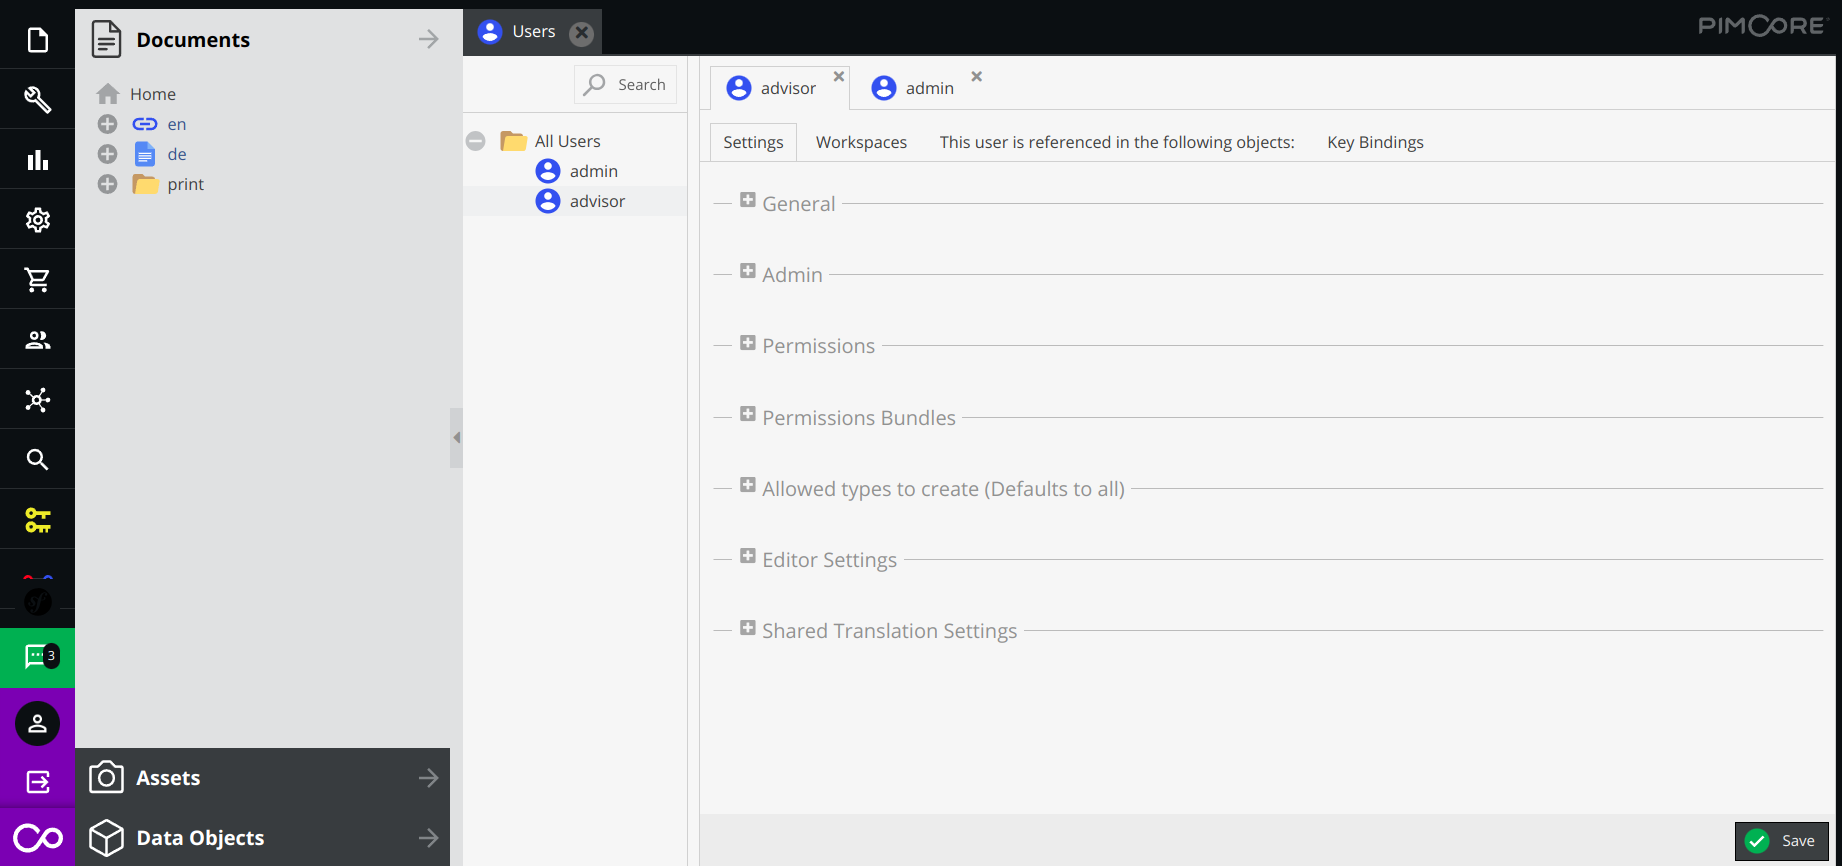 Documents
Home
en
de
print
3
Assets
Data Objects
Users
PIMCORE
Search
All Users
admin
advisor
advisor
admin
Settings
Workspaces
This user is referenced in the following objects:
Key Bindings
General
Admin
Permissions
Permissions Bundles
Allowed types to create (Defaults to all)
Editor Settings
Shared Translation Settings
Save